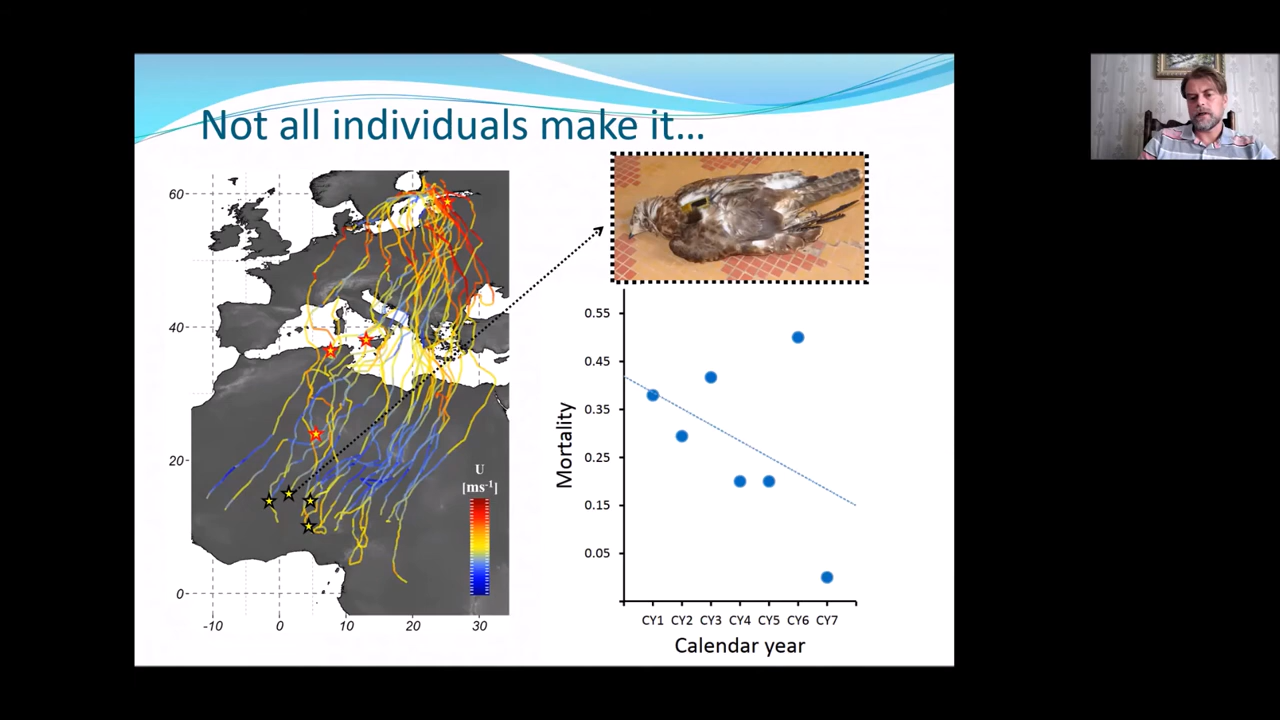 Not all individuals make it...
60
40
20
0
-10 0 10 20 30
U
[ms-1]
Mortality
0.55
0.45
0.35
0.25
0.15
0.05
CY1 CY2 CY3 CY4 CY5 CY6 CY7
Calendar year